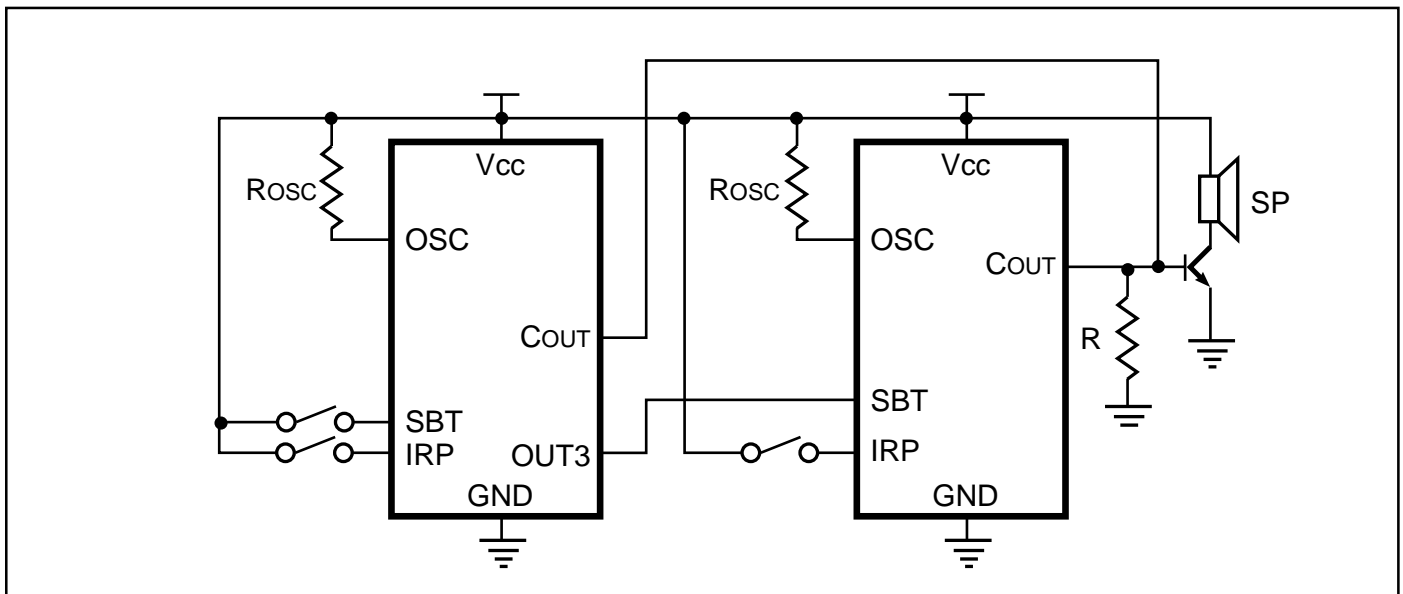 Vcc
Vcc
ROSC
ROSC
SP
OSC
OSC
COUT
COUT
R
SBT
SBT
IRP
OUT3
IRP
GND
GND